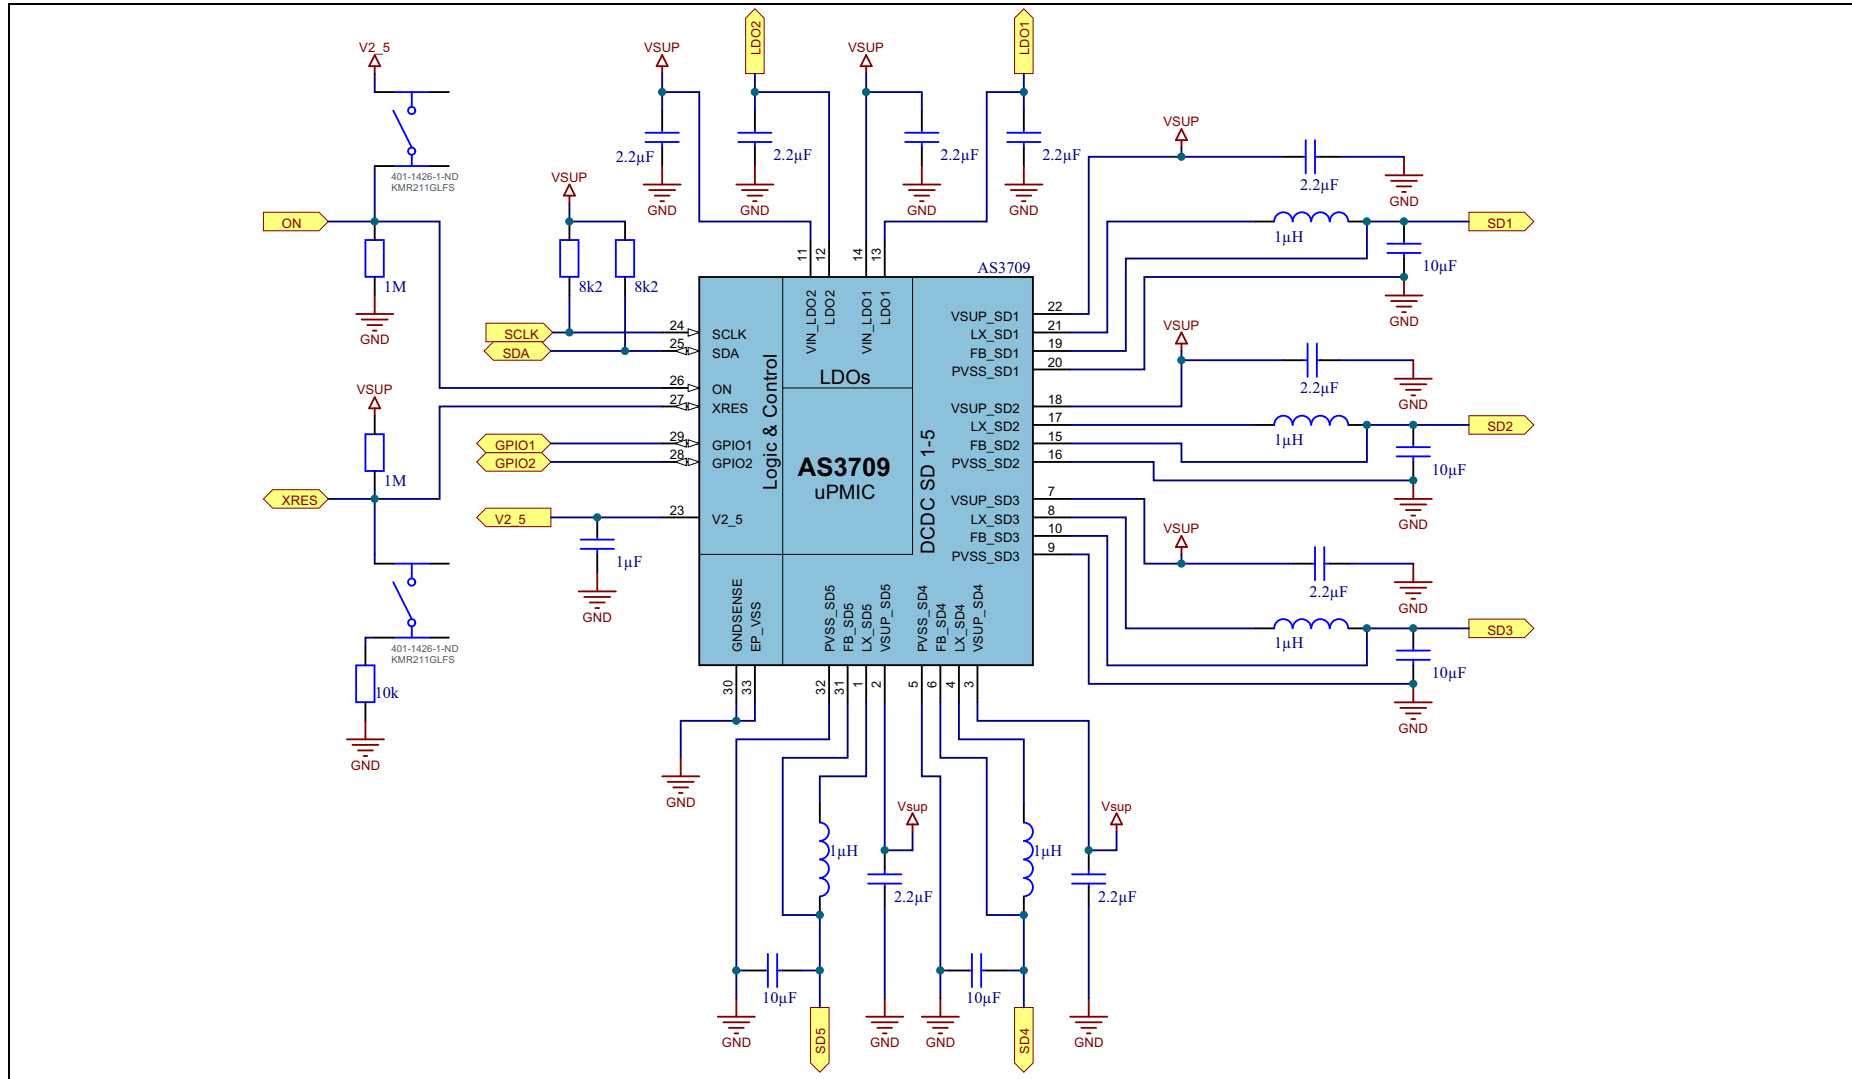 LDO2
LDO1
V2_5
VSUP
VSUP
2.2µF
2.2µF
2.2µF
2.2µF
GND
GND
GND
GND
401-1426-1-ND
KMR211GLFS
ON
1M
GND
VSUP
8k2
8k2
SCLK
SDA
VSUP
2.2µF
GND
1µH
SD1
10µF
GND
11
12
14
13
AS3709
VIN_LDO2
LDO2
VIN_LDO1
LDO1
LDOs
24
SCLK
25
SDA
26
ON
27
XRES
29
GPIO1
28
GPIO2
23
V2_5
Logic & Control
AS3709
uPMIC
DCDC SD 1-5
VSUP_SD1
22
LX_SD1
21
FB_SD1
19
PVSS_SD1
20
VSUP_SD2
18
LX_SD2
17
FB_SD2
15
PVSS_SD2
16
VSUP_SD3
7
LX_SD3
8
FB_SD3
10
PVSS_SD3
9
VSUP
2.2µF
GND
1µH
SD2
10µF
GND
VSUP
2.2µF
GND
1µH
SD3
10µF
GND
VSUP
1M
XRES
401-1426-1-ND
KMR211GLFS
10k
GND
GPIO1
GPIO2
V2_5
1µF
GND
GNDSENSE
EP_VSS
PVSS_SD5
FB_SD5
LX_SD5
VSUP_SD5
PVSS_SD4
FB_SD4
LX_SD4
VSUP_SD4
30
33
32
31
1
2
5
6
4
3
GND
1µH
Vsup
2.2µF
1µH
Vsup
2.2µF
10µF
10µF
GND
SD5
GND
GND
SD4
GND